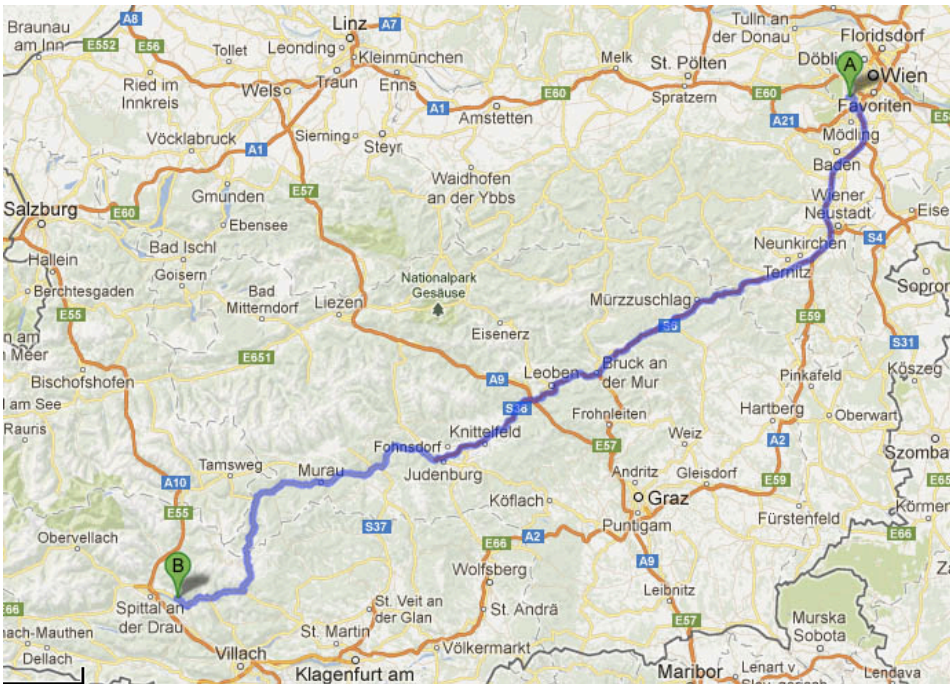 Braunau
am Inn
A8
E552
E56
Tollet
Linz
A7
Leonding
Kleinmünchen
Tulln an
der Donau
Floridsdorf
Ried im
Innkreis
Wels
Traun
Enns
Melk
St. Pölten
A
Wien
E60
Spratzern
E60
Favoriten
A1
Amstetten
A21
Mödling
Vöcklabruck
A1
Sierning
Steyr
Baden
Gmunden
E57
Waidhofen
an der Ybbs
Wiener
Neustadt
Salzburg
E60
Ebensee
S4
Bad Ischl
Neunkirchen
Hallein
Goisern
Ternitz
Berchtesgaden
Bad
Mitterndorf
Liezen
Nationalpark
Gesäuse
Mürzzuschlag
E55
Eisenerz
S6
E59
S31
E651
Bischofshofen
A9
Leoben
Bruck an
der Mur
Pinkafeld
Köszeg
S36
Frohnleiten
Hartberg
Oberwart
Rauris
Fohnsdorf
Knittelfeld
E57
Weiz
A2
Tamsweg
Murau
Judenburg
Andritz
Gleisdorf
A10
Köflach
Graz
E59
E55
S37
Puntigam
Fürstenfeld
Obervellach
A2
E66
E66
B
Wolfsberg
A9
Leibnitz
Spittal an
der Drau
St. Veit an
der Glan
St. Andrä
Murska
Sobota
St. Martin
E57
Dellach
Villach
Völkermarkt
Klagenfurt am
Maribor
Lenart v
Lendava